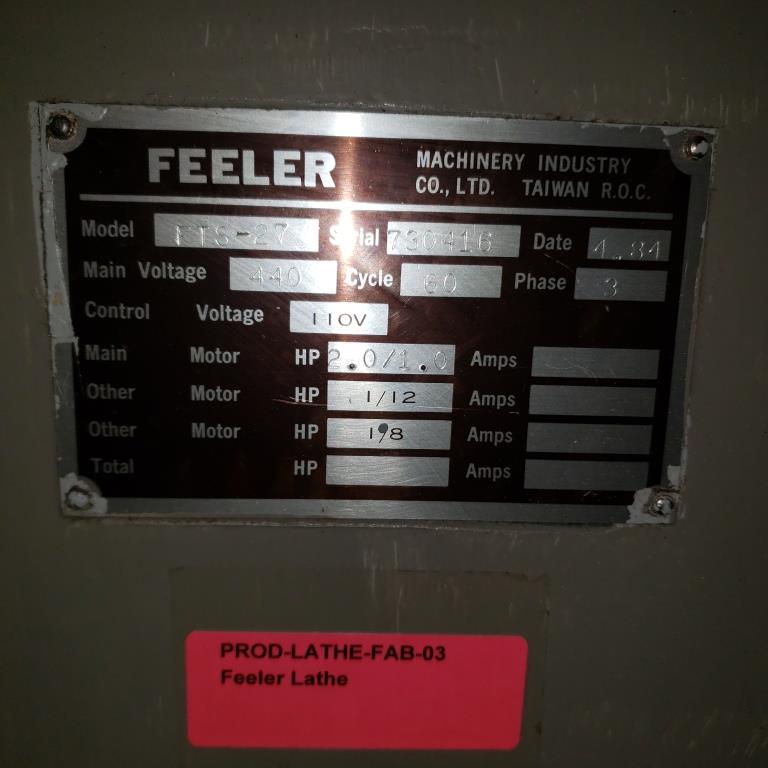 FEELER MACHINERY INDUSTRY
CO., LTD. TAIWAN R.O.C.
Model FTS-27 Serial 730416 Date 4.84
Main Voltage 440 Cycle 60 Phase 3
Control Voltage 110V
Main Motor HP 2.0/1.0 Amps
Other Motor HP 1/12 Amps
Other Motor HP 1/8 Amps
Total HP Amps
PROD-LATHE-FAB-03
Feeler Lathe